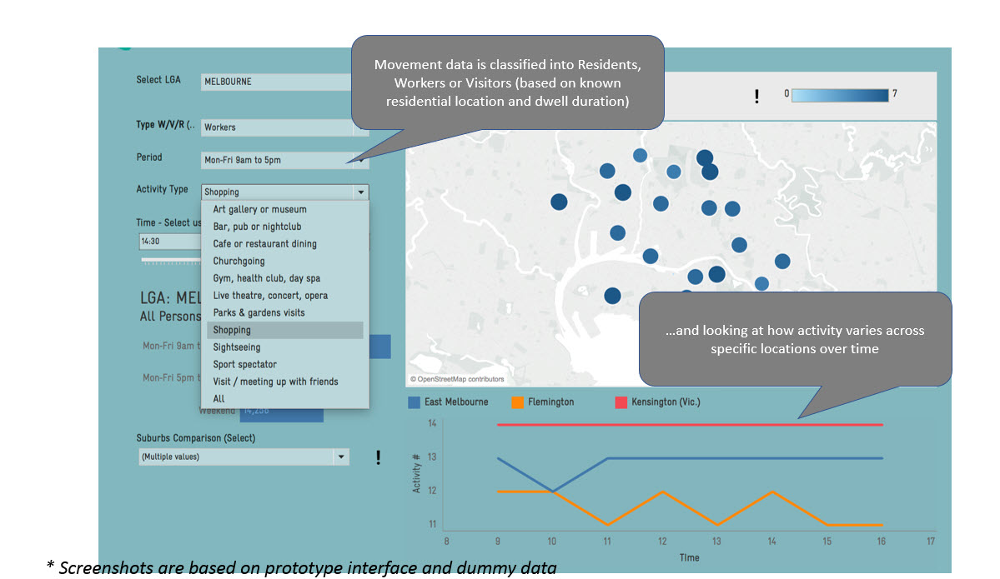 Movement data is classified into Residents,
Workers or Visitors (based on known
residential location and dwell duration)
Select LGA
MELBOURNE
Type W/V/R (..
Workers
Period
Mon-Fri 9am to 5pm
Activity Type
Shopping
Art gallery or museum
Bar, pub or nightclub
Cafe or restaurant dining
Churchgoing
Gym, health club, day spa
Live theatre, concert, opera
Parks & gardens visits
Shopping
Sightseeing
Sport spectator
Visit / meeting up with friends
All
Time - Select us
14:30
LGA: MEL
All Persons
Mon-Fri 9am t
Mon-Fri 5pm t
Weekend
14,256
Suburbs Comparison (Select)
(Multiple values)
!
!
0
7
© OpenStreetMap contributors
…and looking at how activity varies across
specific locations over time
East Melbourne
Flemington
Kensington (Vic.)
Activity #
14
13
12
11
8
9
10
11
12
13
14
15
16
17
Time
* Screenshots are based on prototype interface and dummy data